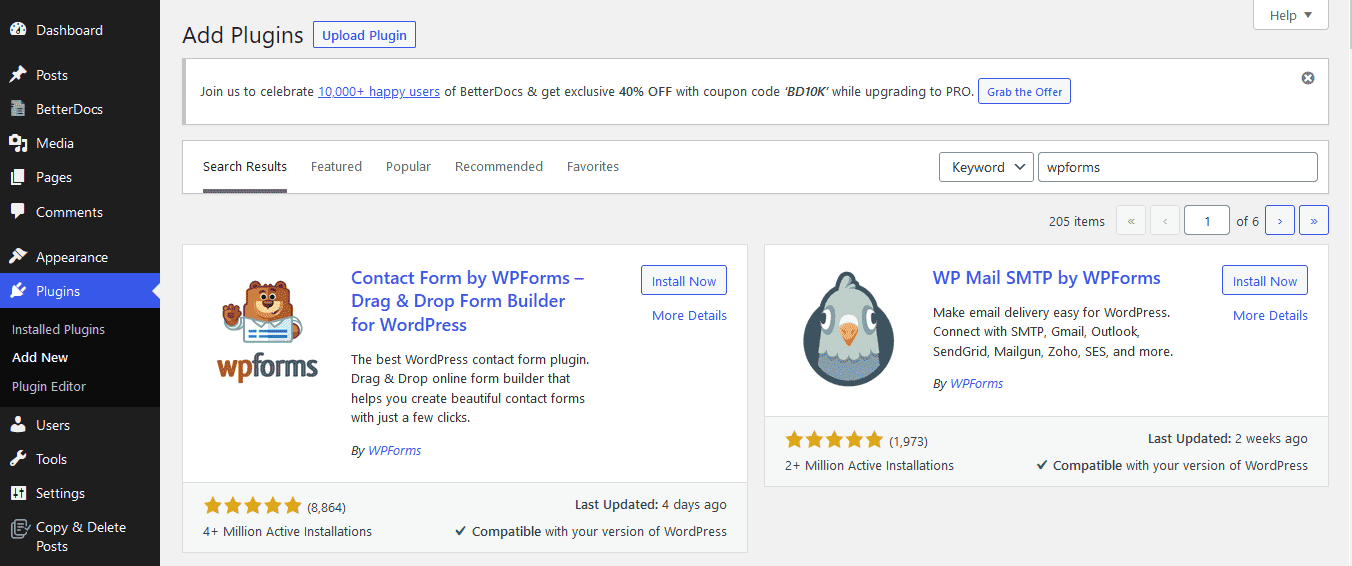 Dashboard
Posts
BetterDocs
Media
Pages
Comments
Appearance
Plugins
Installed Plugins
Add New
Plugin Editor
Users
Tools
Settings
Copy & Delete
Posts
Help
Add Plugins
Upload Plugin
Join us to celebrate 10,000+ happy users of BetterDocs & get exclusive 40% OFF with coupon code 'BD10K' while upgrading to PRO. Grab the Offer
Search Results Featured Popular Recommended Favorites Keyword wpforms
205 items « ‹ 1 of 6 › »
wpforms
Contact Form by WPForms –
Drag & Drop Form Builder
for WordPress
Install Now
More Details
The best WordPress contact form plugin.
Drag & Drop online form builder that
helps you create beautiful contact forms
with just a few clicks.
By WPForms
(8,864)
Last Updated: 4 days ago
4+ Million Active Installations
Compatible with your version of WordPress
WP Mail SMTP by WPForms
Install Now
More Details
Make email delivery easy for WordPress.
Connect with SMTP, Gmail, Outlook,
SendGrid, Mailgun, Zoho, SES, and more.
By WPForms
(1,973)
Last Updated: 2 weeks ago
2+ Million Active Installations
Compatible with your version of WordPress